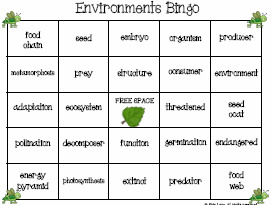 Environments Bingo
food chain seed embryo organism producer
metamorphosis prey structure consumer environment
adaptation ecosystem FREE SPACE threatened seed coat
pollination decomposer function germination endangered
energy pyramid photosynthesis extinct predator food web